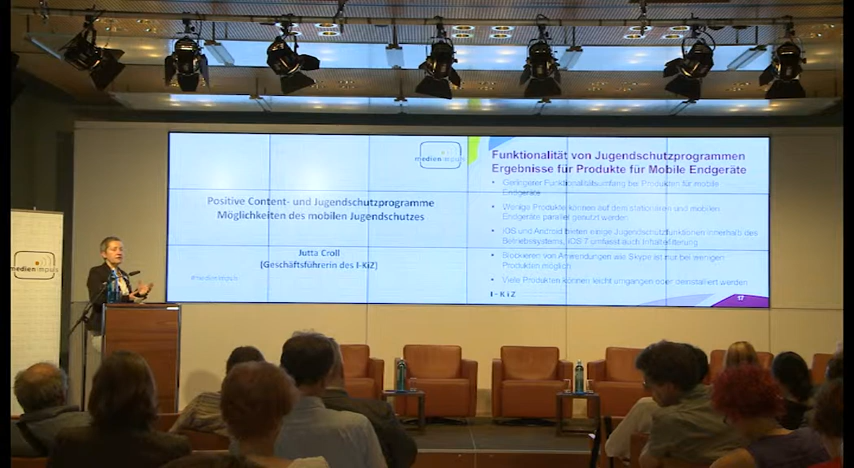 medien impuls
Positive Content- und Jugendschutzprogramme
Möglichkeiten des mobilen Jugendschutzes
Jutta Croll
(Geschäftsführerin des I-KiZ)
#medienimpuls
Funktionalität von Jugendschutzprogrammen
Ergebnisse für Produkte für Mobile Endgeräte
• Geringerer Funktionalitätsumfang bei Produkten für mobile
Endgeräte
• Wenige Produkte können auf dem stationären und mobilen
Endgeräte parallel genutzt werden
• iOS und Android bieten einige Jugendschutzfunktionen innerhalb des
Betriebssystems, iOS 7 umfasst auch Inhaltefilterung
• Blockieren von Anwendungen wie Skype ist nur bei wenigen
Produkten möglich
• Viele Produkte können leicht umgangen oder deinstalliert werden
I-KiZ
17
medienimpuls